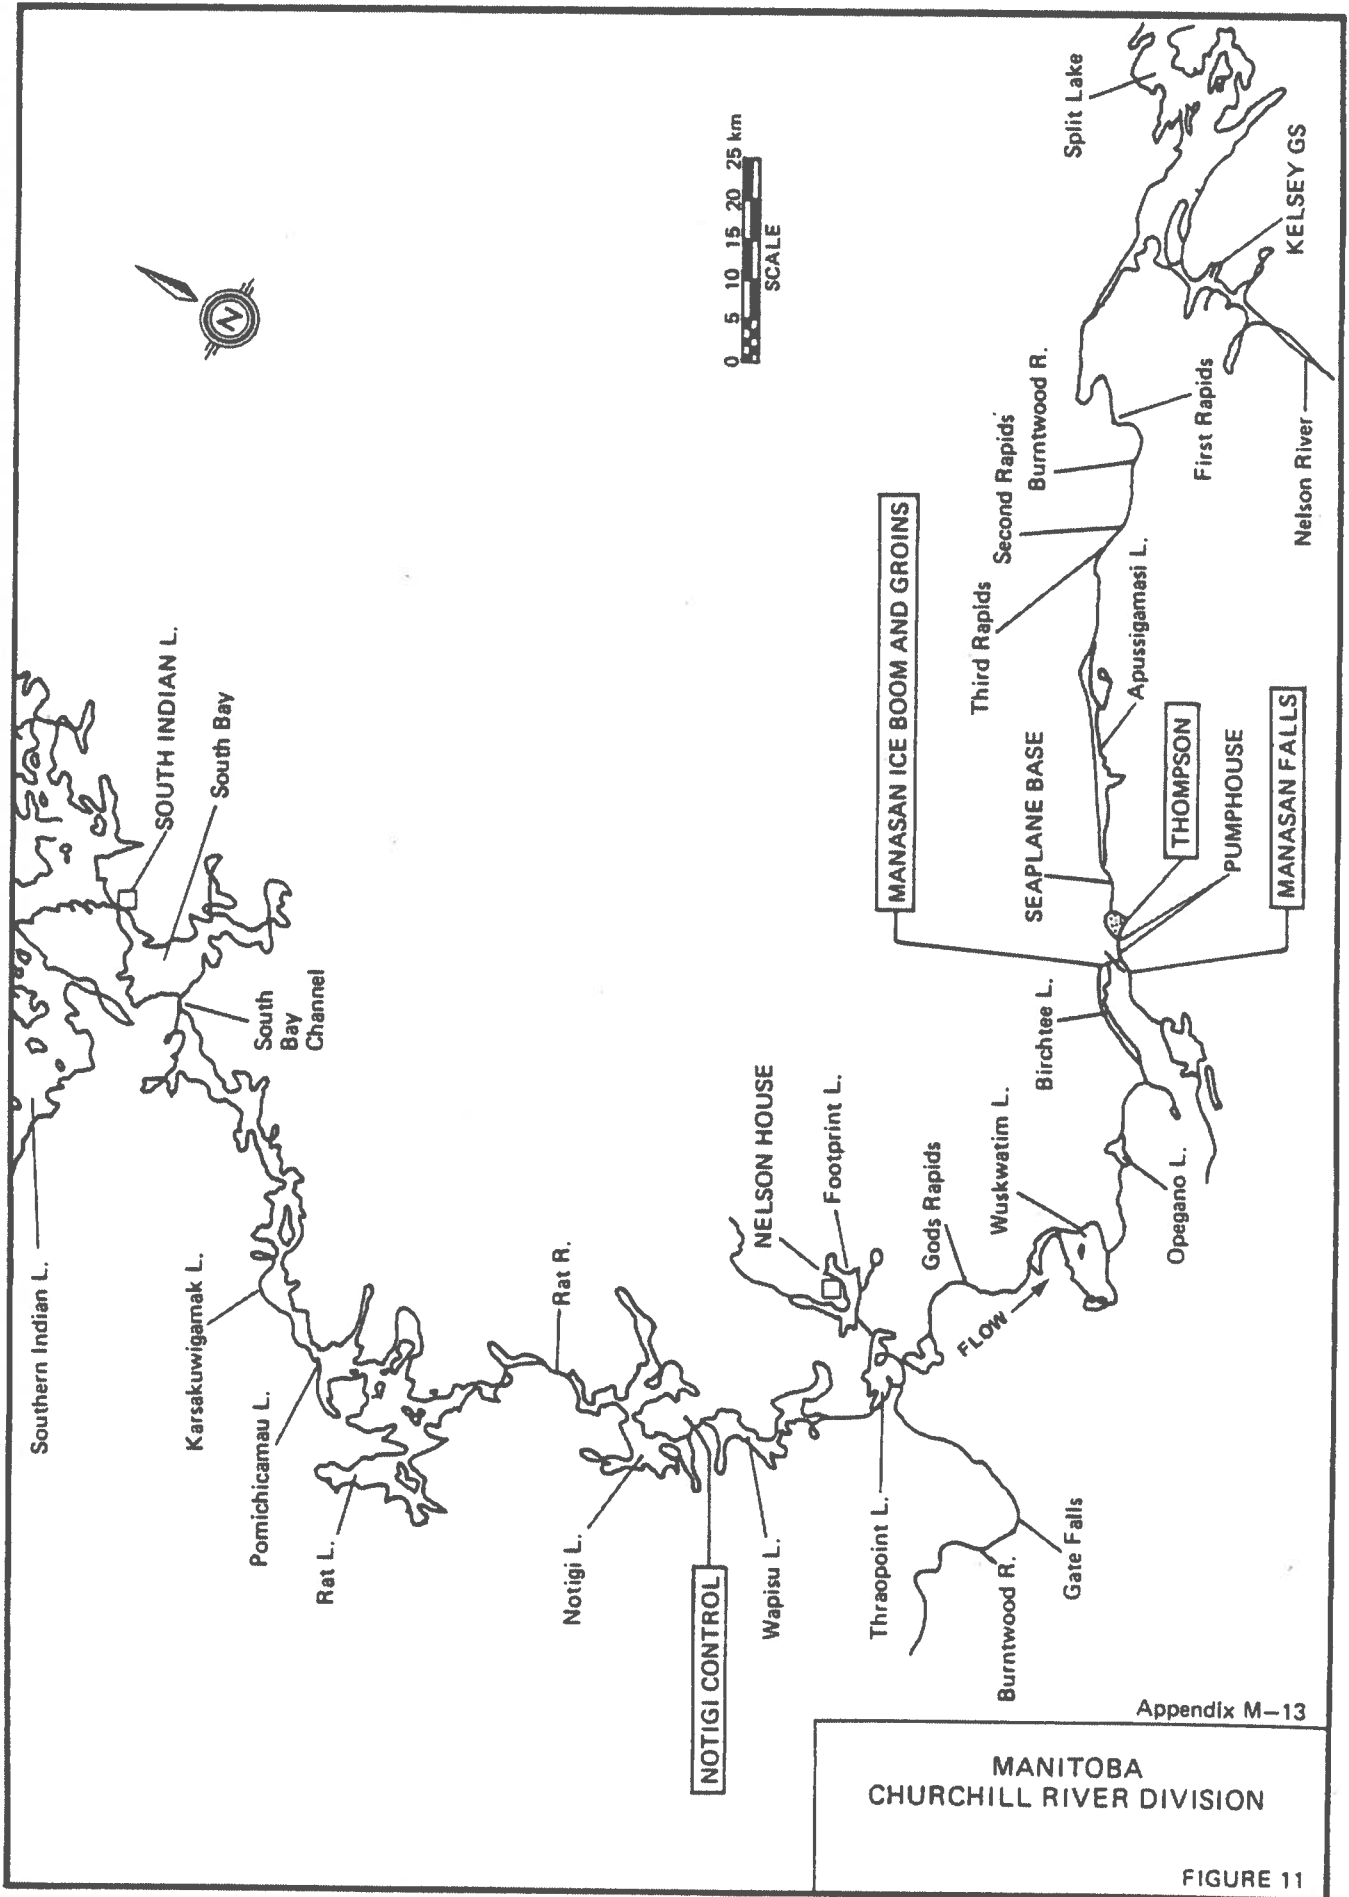 Southern Indian L.
SOUTH INDIAN L.
South Bay
South
Bay
Channel
Karsakuwigamak L.
Pomichicamau L.
Rat L.
Rat R.
Notigi L.
NOTIGI CONTROL
Wapisu L.
NELSON HOUSE
Footprint L.
Thraopoint L.
Gods Rapids
FLOW
Wuskwatim L.
Burntwood R.
Gate Falls
Opegano L.
Birchtee L.
MANASAN ICE BOOM AND GROINS
SEAPLANE BASE
THOMPSON
PUMPHOUSE
MANASAN FALLS
Apussigamasi L.
Third Rapids
Second Rapids
Burntwood R.
First Rapids
Nelson River
KELSEY GS
Split Lake
N
0 5 10 15 20 25 km
SCALE
Appendix M-13
MANITOBA
CHURCHILL RIVER DIVISION
FIGURE 11